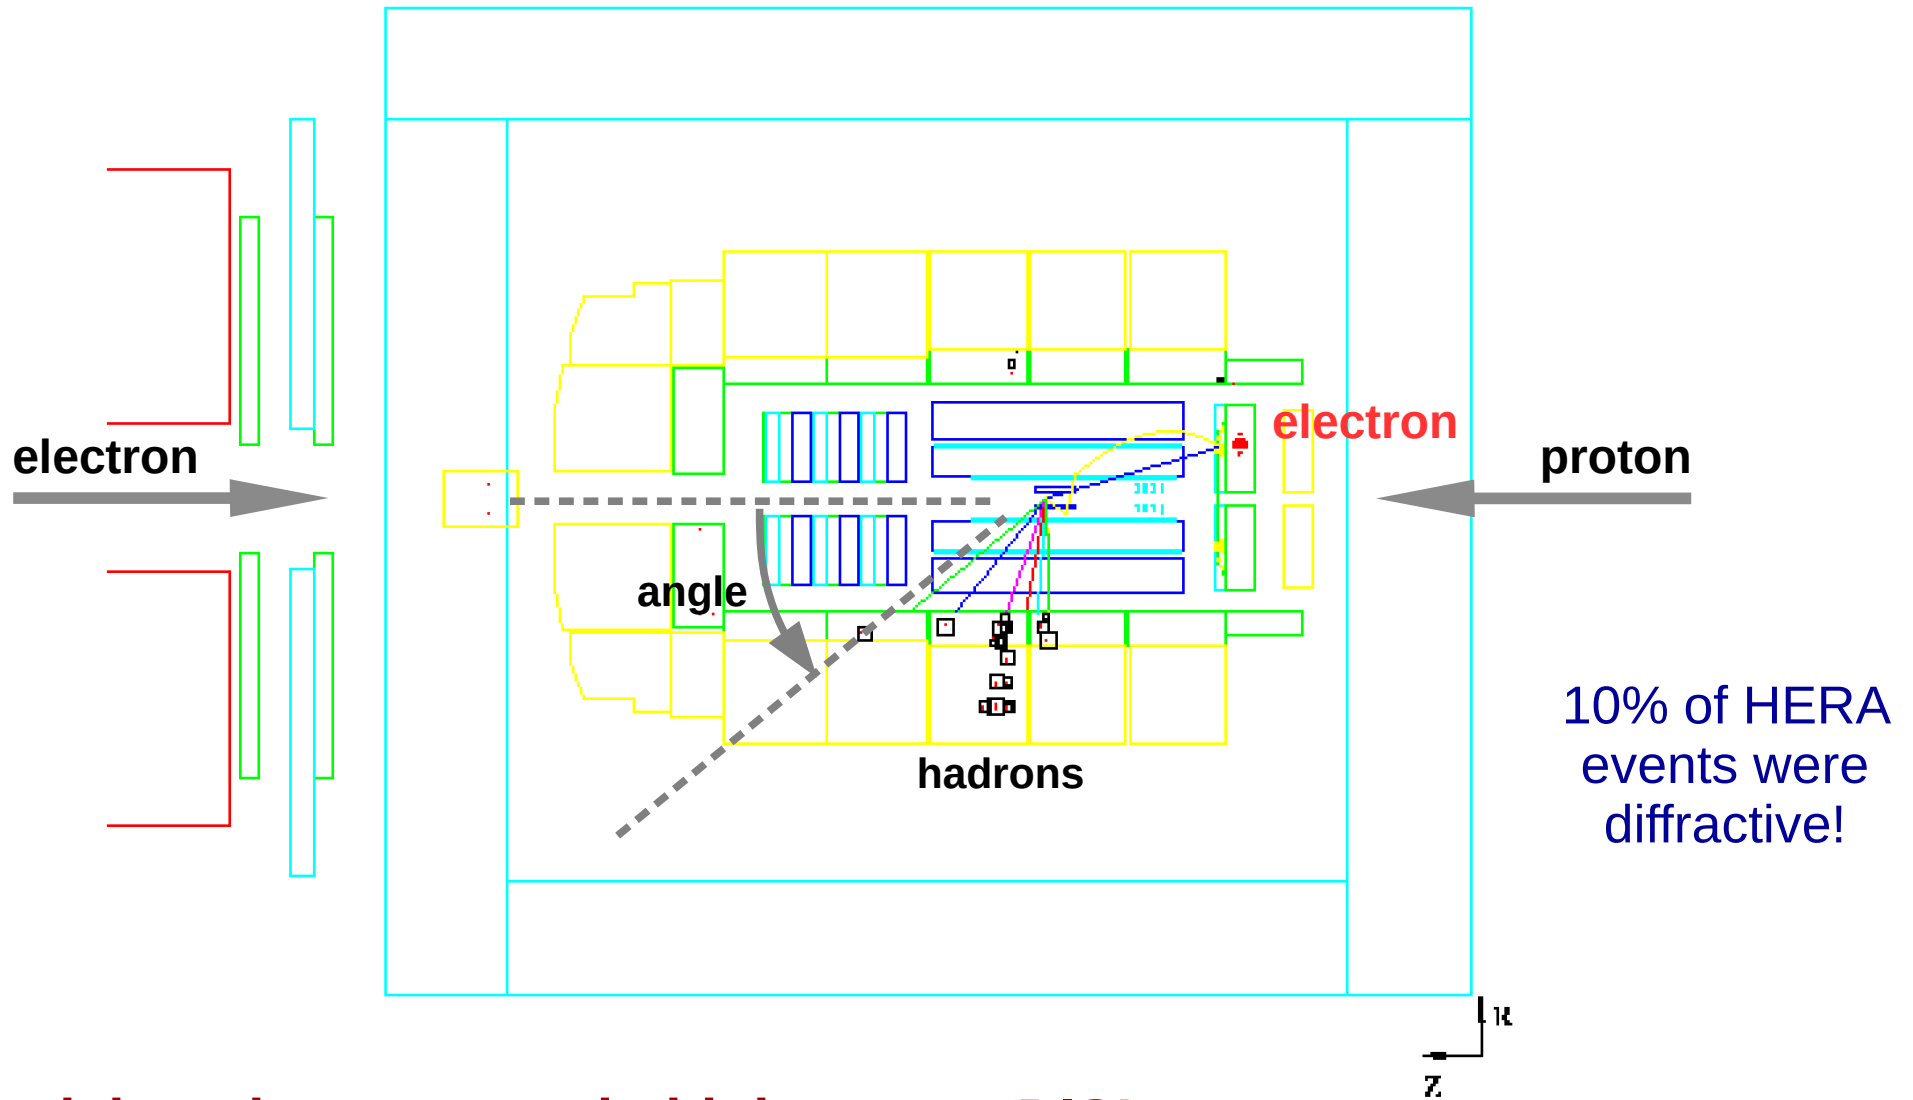 electron
electron
proton
angle
hadrons
10% of HERA
events were
diffractive!
R
Z